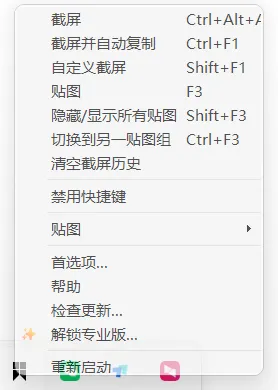 截屏 Ctrl+Alt+A
截屏并自动复制 Ctrl+F1
自定义截屏 Shift+F1
贴图 F3
隐藏/显示所有贴图 Shift+F3
切换到另一贴图组 Ctrl+F3
清空截屏历史
禁用快捷键
贴图
首选项...
帮助
检查更新...
解锁专业版...
重新启动